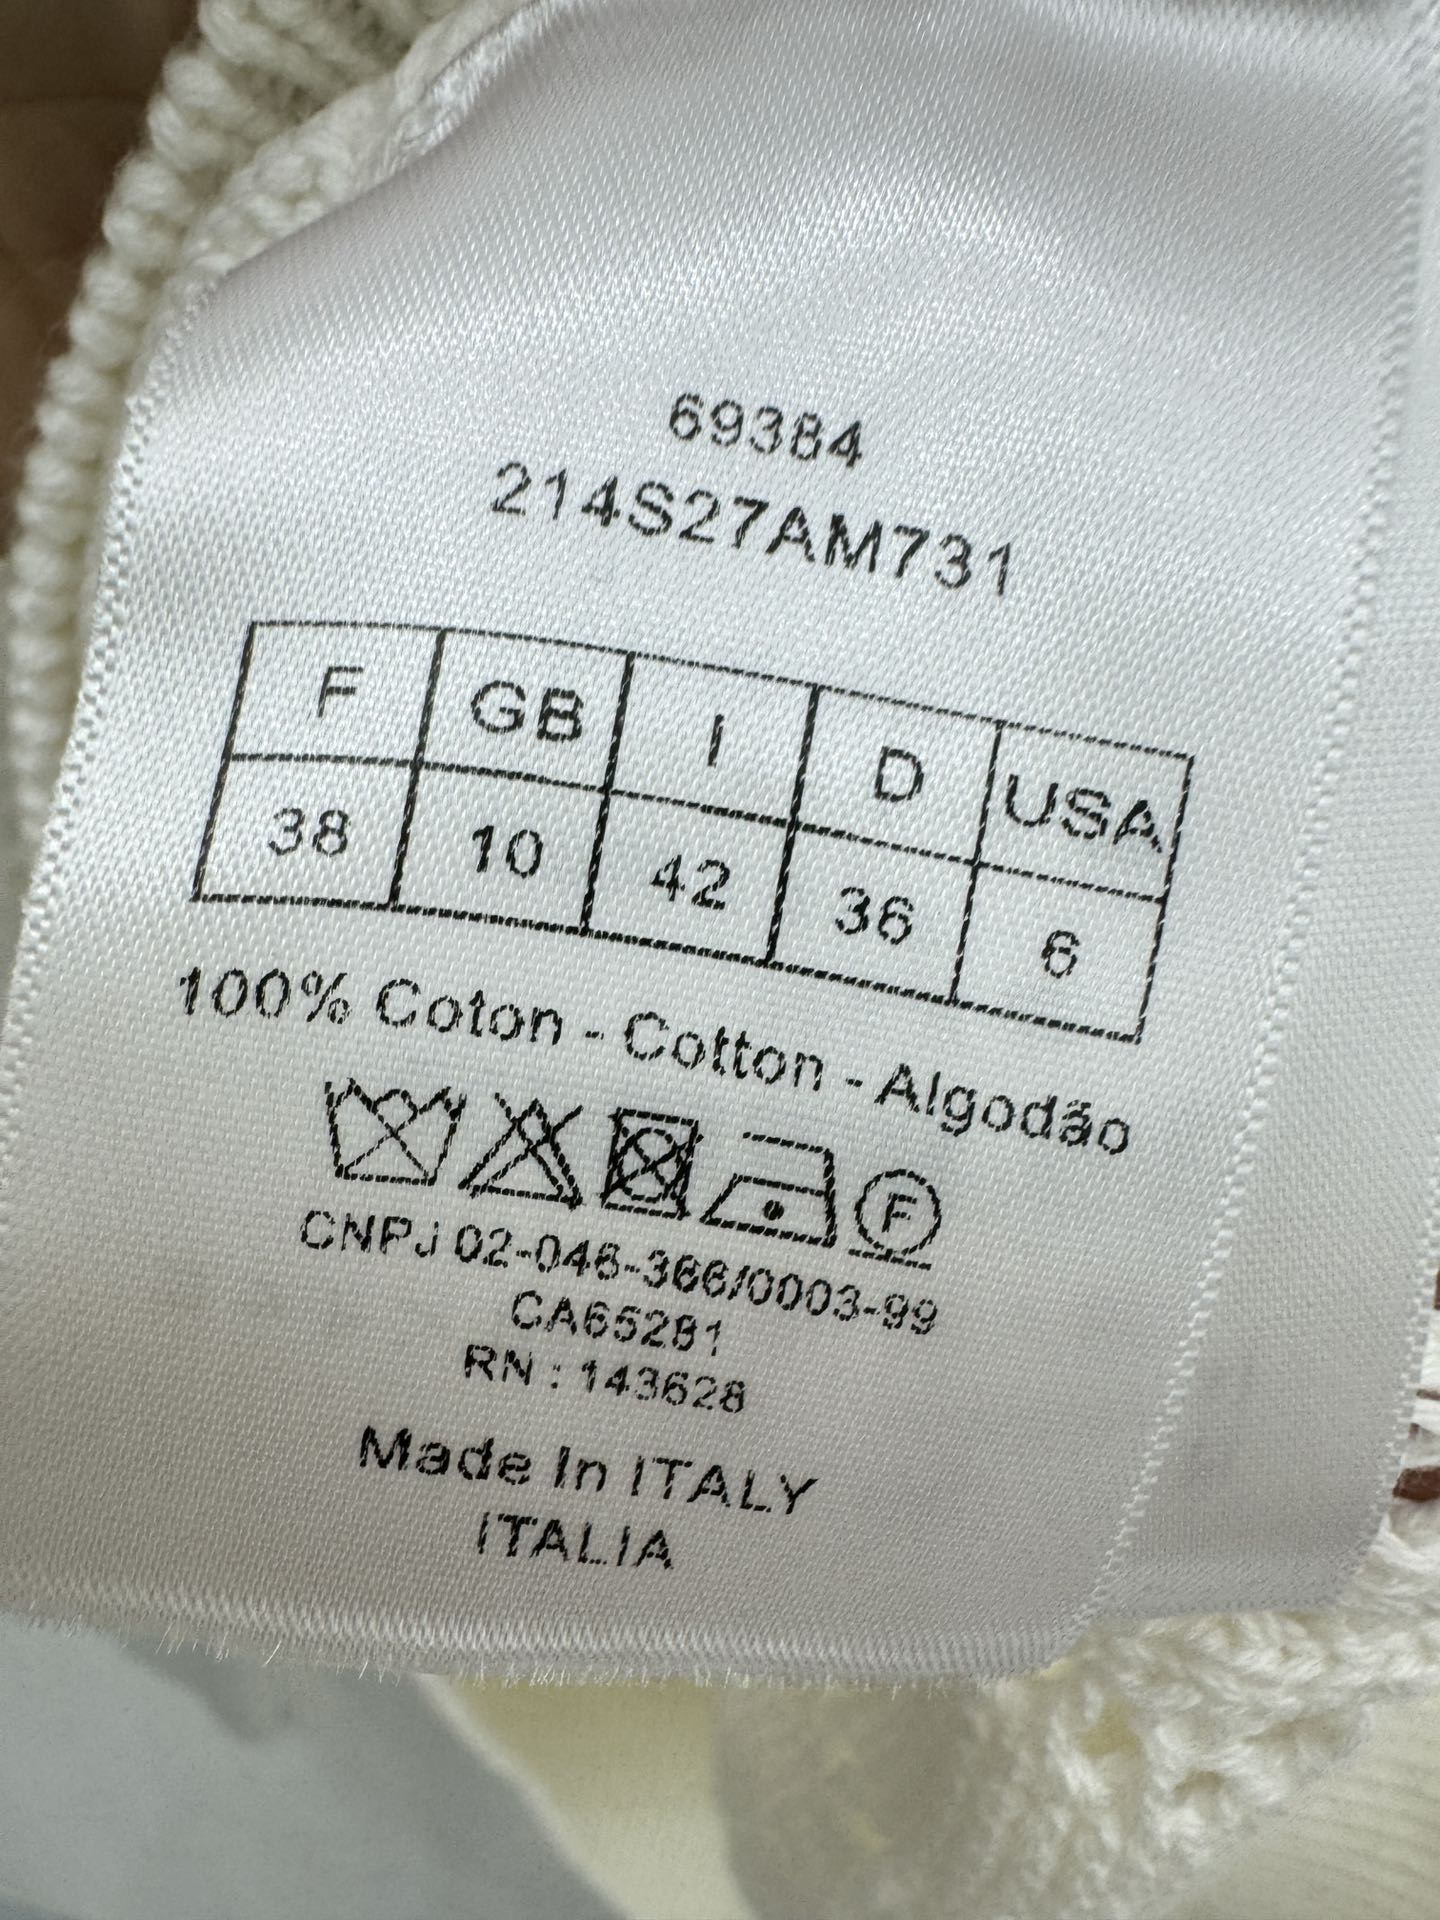 69384
214S27AM731
F GB I D USA
38 10 42 36 6
100% Coton - Cotton - Algodão
F
CNPJ 02-046-366/0003-99
CA65281
RN : 143628
Made In ITALY
ITALIA